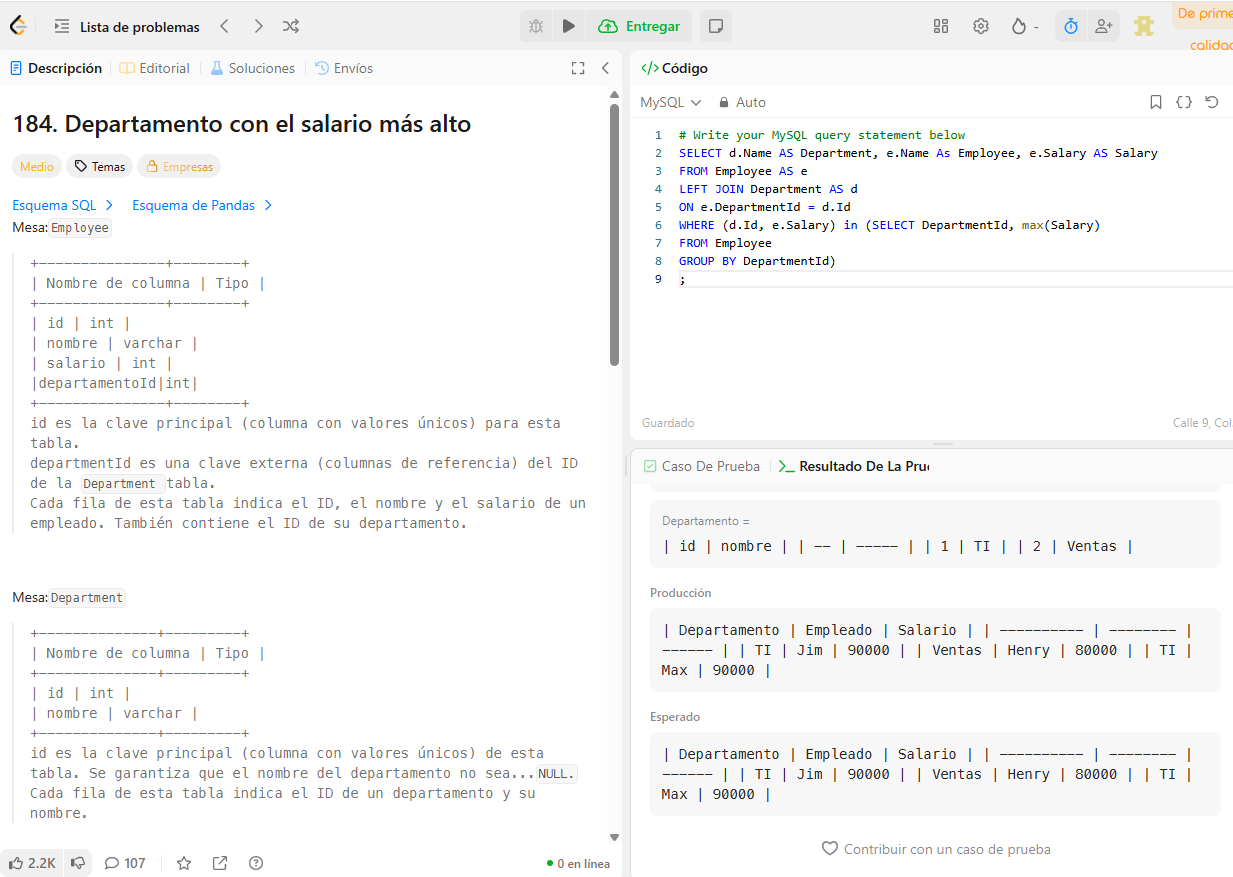 Lista de problemas
Entregar
-
De prime
calidad
Descripción
Editorial
Soluciones
Envíos
184. Departamento con el salario más alto
Medio
Temas
Empresas
Esquema SQL
Esquema de Pandas
Mesa:Employee
+---------------+--------+
| Nombre de columna | Tipo |
+---------------+--------+
| id | int |
| nombre | varchar |
| salario | int |
|departamentoId|int|
+---------------+--------+
id es la clave principal (columna con valores únicos) para esta
tabla.
departmentId es una clave externa (columnas de referencia) del ID
de la Department tabla.
Cada fila de esta tabla indica el ID, el nombre y el salario de un
empleado. También contiene el ID de su departamento.
Mesa:Department
+--------------+---------+
| Nombre de columna | Tipo |
+--------------+---------+
| id | int |
| nombre | varchar |
+--------------+---------+
id es la clave principal (columna con valores únicos) de esta
tabla. Se garantiza que el nombre del departamento no sea...NULL.
Cada fila de esta tabla indica el ID de un departamento y su
nombre.
2.2K
107
0 en línea
</> Código
MySQL
Auto
1 # Write your MySQL query statement below
2 SELECT d.Name AS Department, e.Name As Employee, e.Salary AS Salary
3 FROM Employee AS e
4 LEFT JOIN Department AS d
5 ON e.DepartmentId = d.Id
6 WHERE (d.Id, e.Salary) in (SELECT DepartmentId, max(Salary)
7 FROM Employee
8 GROUP BY DepartmentId)
9 ;
Guardado
Calle 9, Col.
Caso De Prueba
Resultado De La Prue
Departamento =
| id | nombre | | -- | ----- | | 1 | TI | | 2 | Ventas |
Producción
| Departamento | Empleado | Salario | | ---------- | -------- |
------ | | TI | Jim | 90000 | | Ventas | Henry | 80000 | | TI |
Max | 90000 |
Esperado
| Departamento | Empleado | Salario | | ---------- | -------- |
------ | | TI | Jim | 90000 | | Ventas | Henry | 80000 | | TI |
Max | 90000 |
Contribuir con un caso de prueba